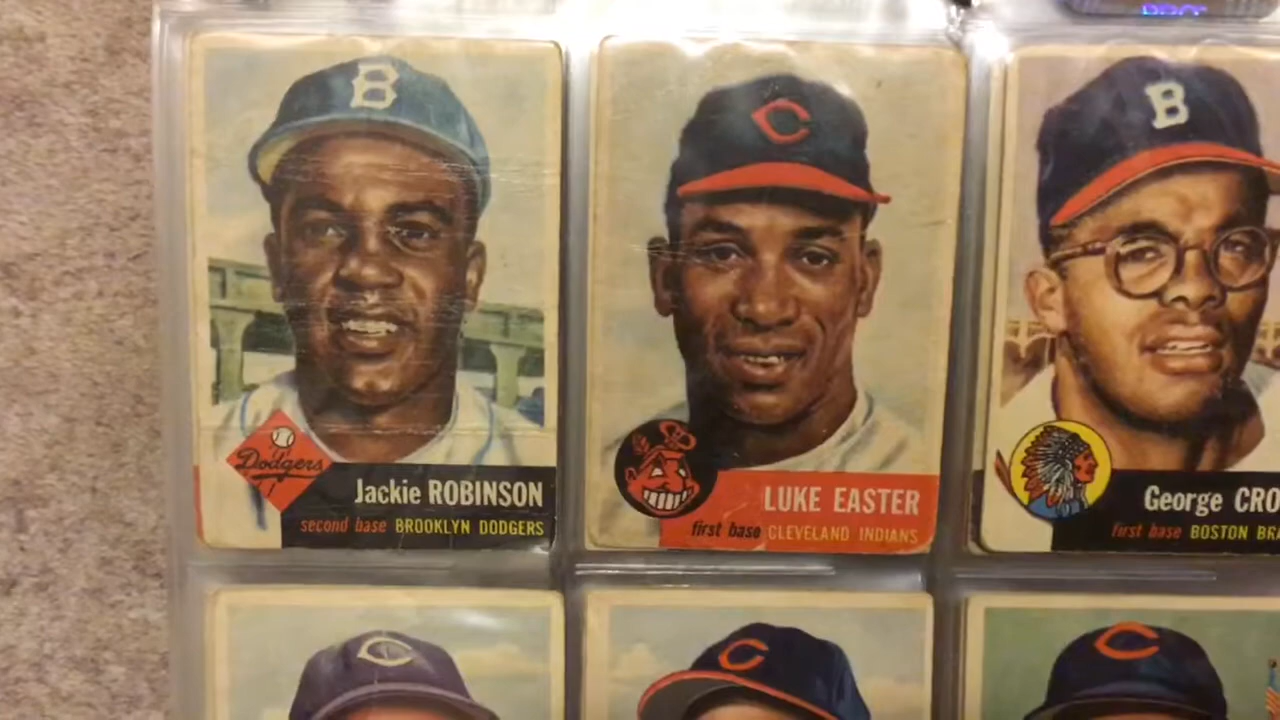 PRO
B
C
B
Dodgers
Jackie ROBINSON
second base BROOKLYN DODGERS
LUKE EASTER
first base CLEVELAND INDIANS
George CRO
first base BOSTON BRA
C
C
C